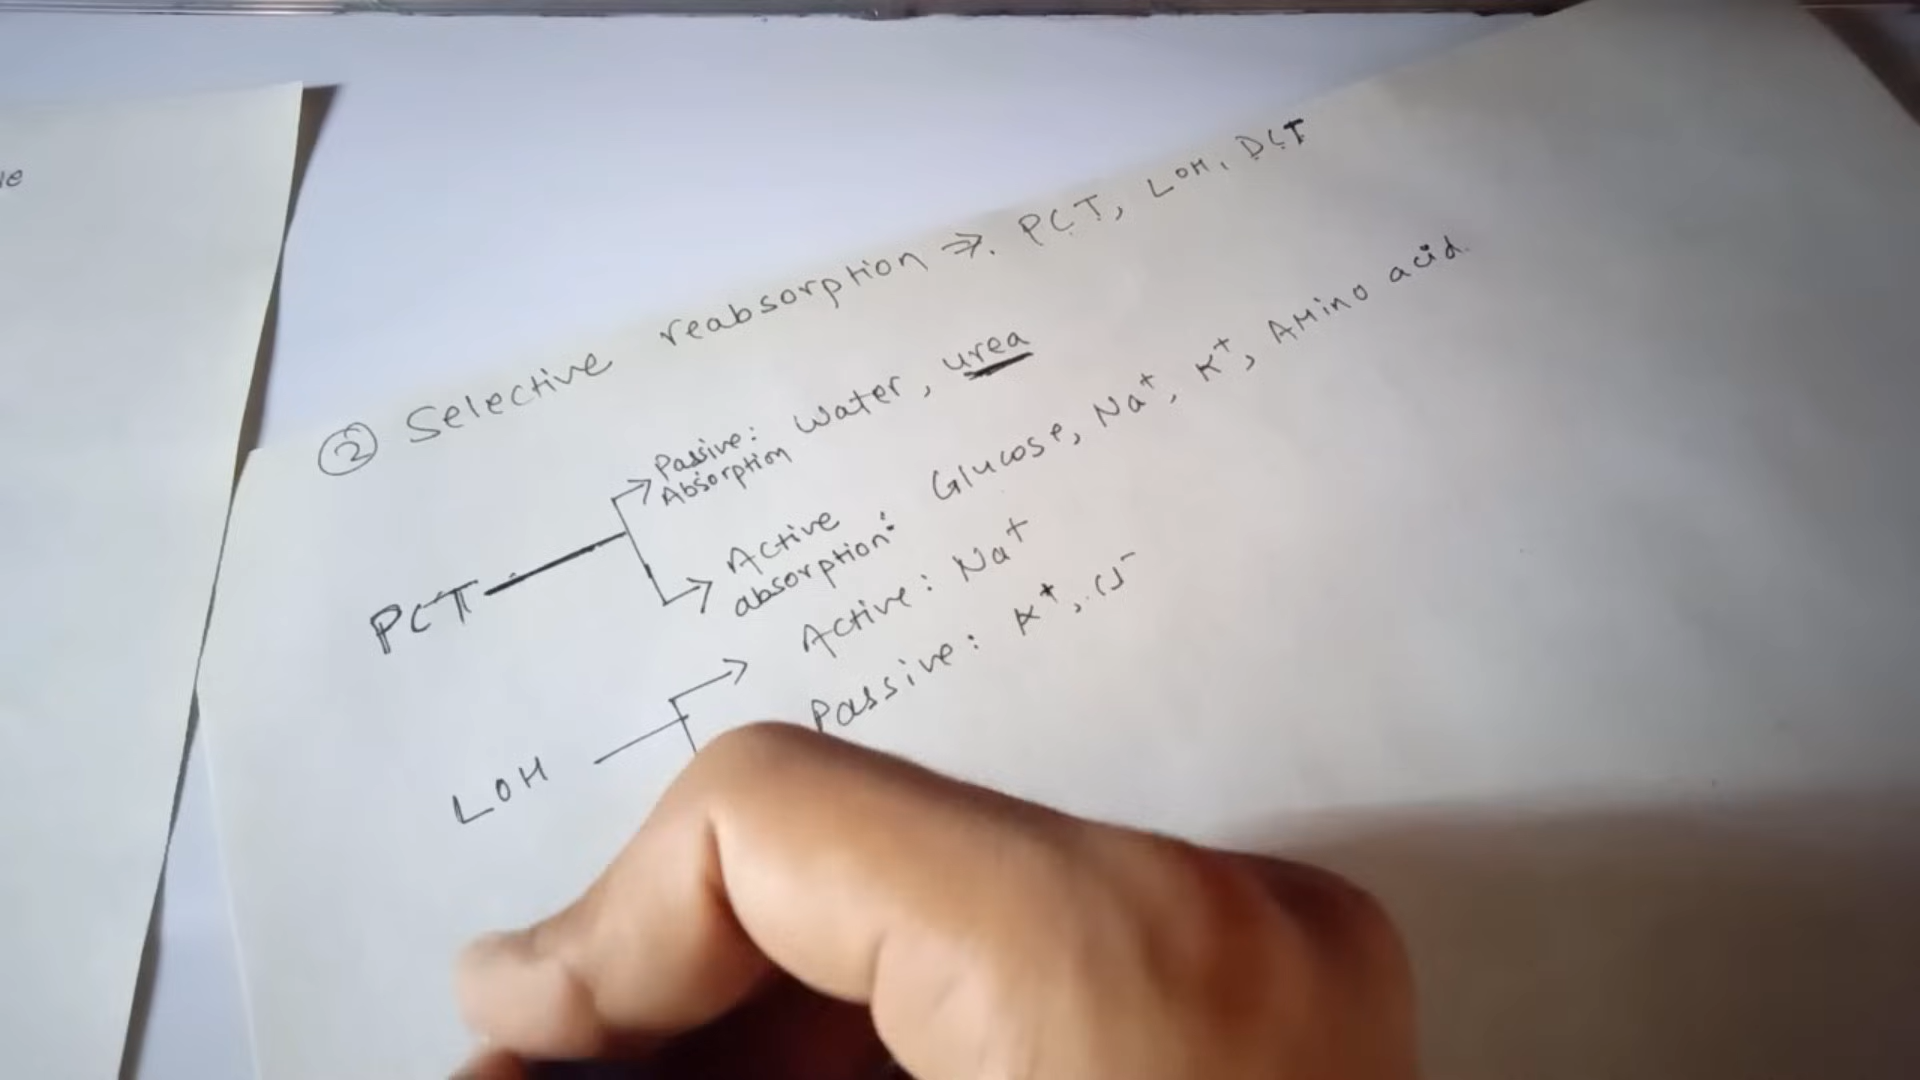 ② Selective reabsorption ⇒. PCT, LOH, DCT
Passive: Water, urea
Absorption
PCT
Active
absorption: Glucose, Na⁺, K⁺, AMino acid.
Active: Na⁺
Passive: K⁺, Cl⁻
LOH